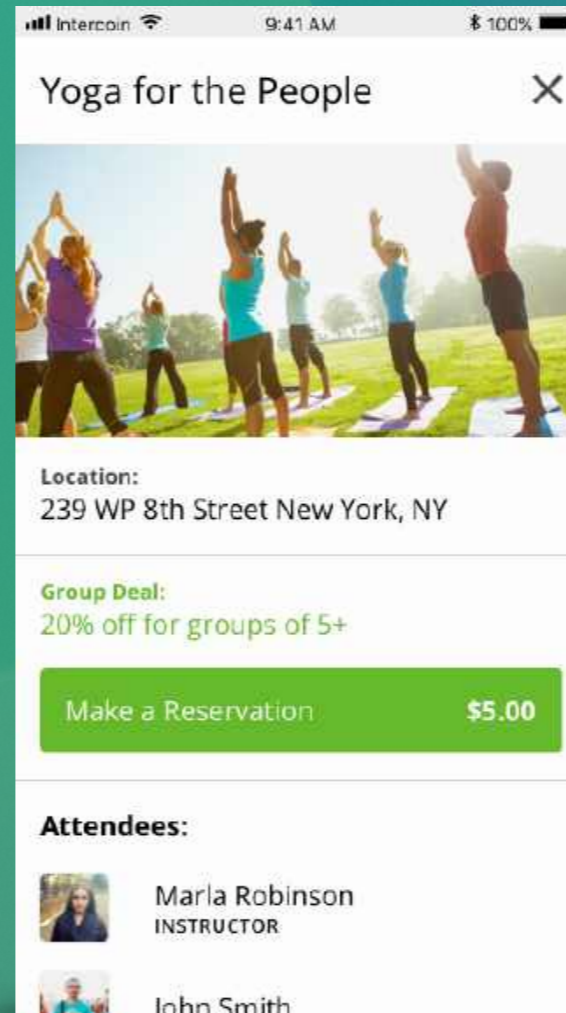 Intercoin 9:41 AM 100%
Yoga for the People
Location:
239 WP 8th Street New York, NY
Group Deal:
20% off for groups of 5+
Make a Reservation $5.00
Attendees:
Marla Robinson
INSTRUCTOR
John Smith